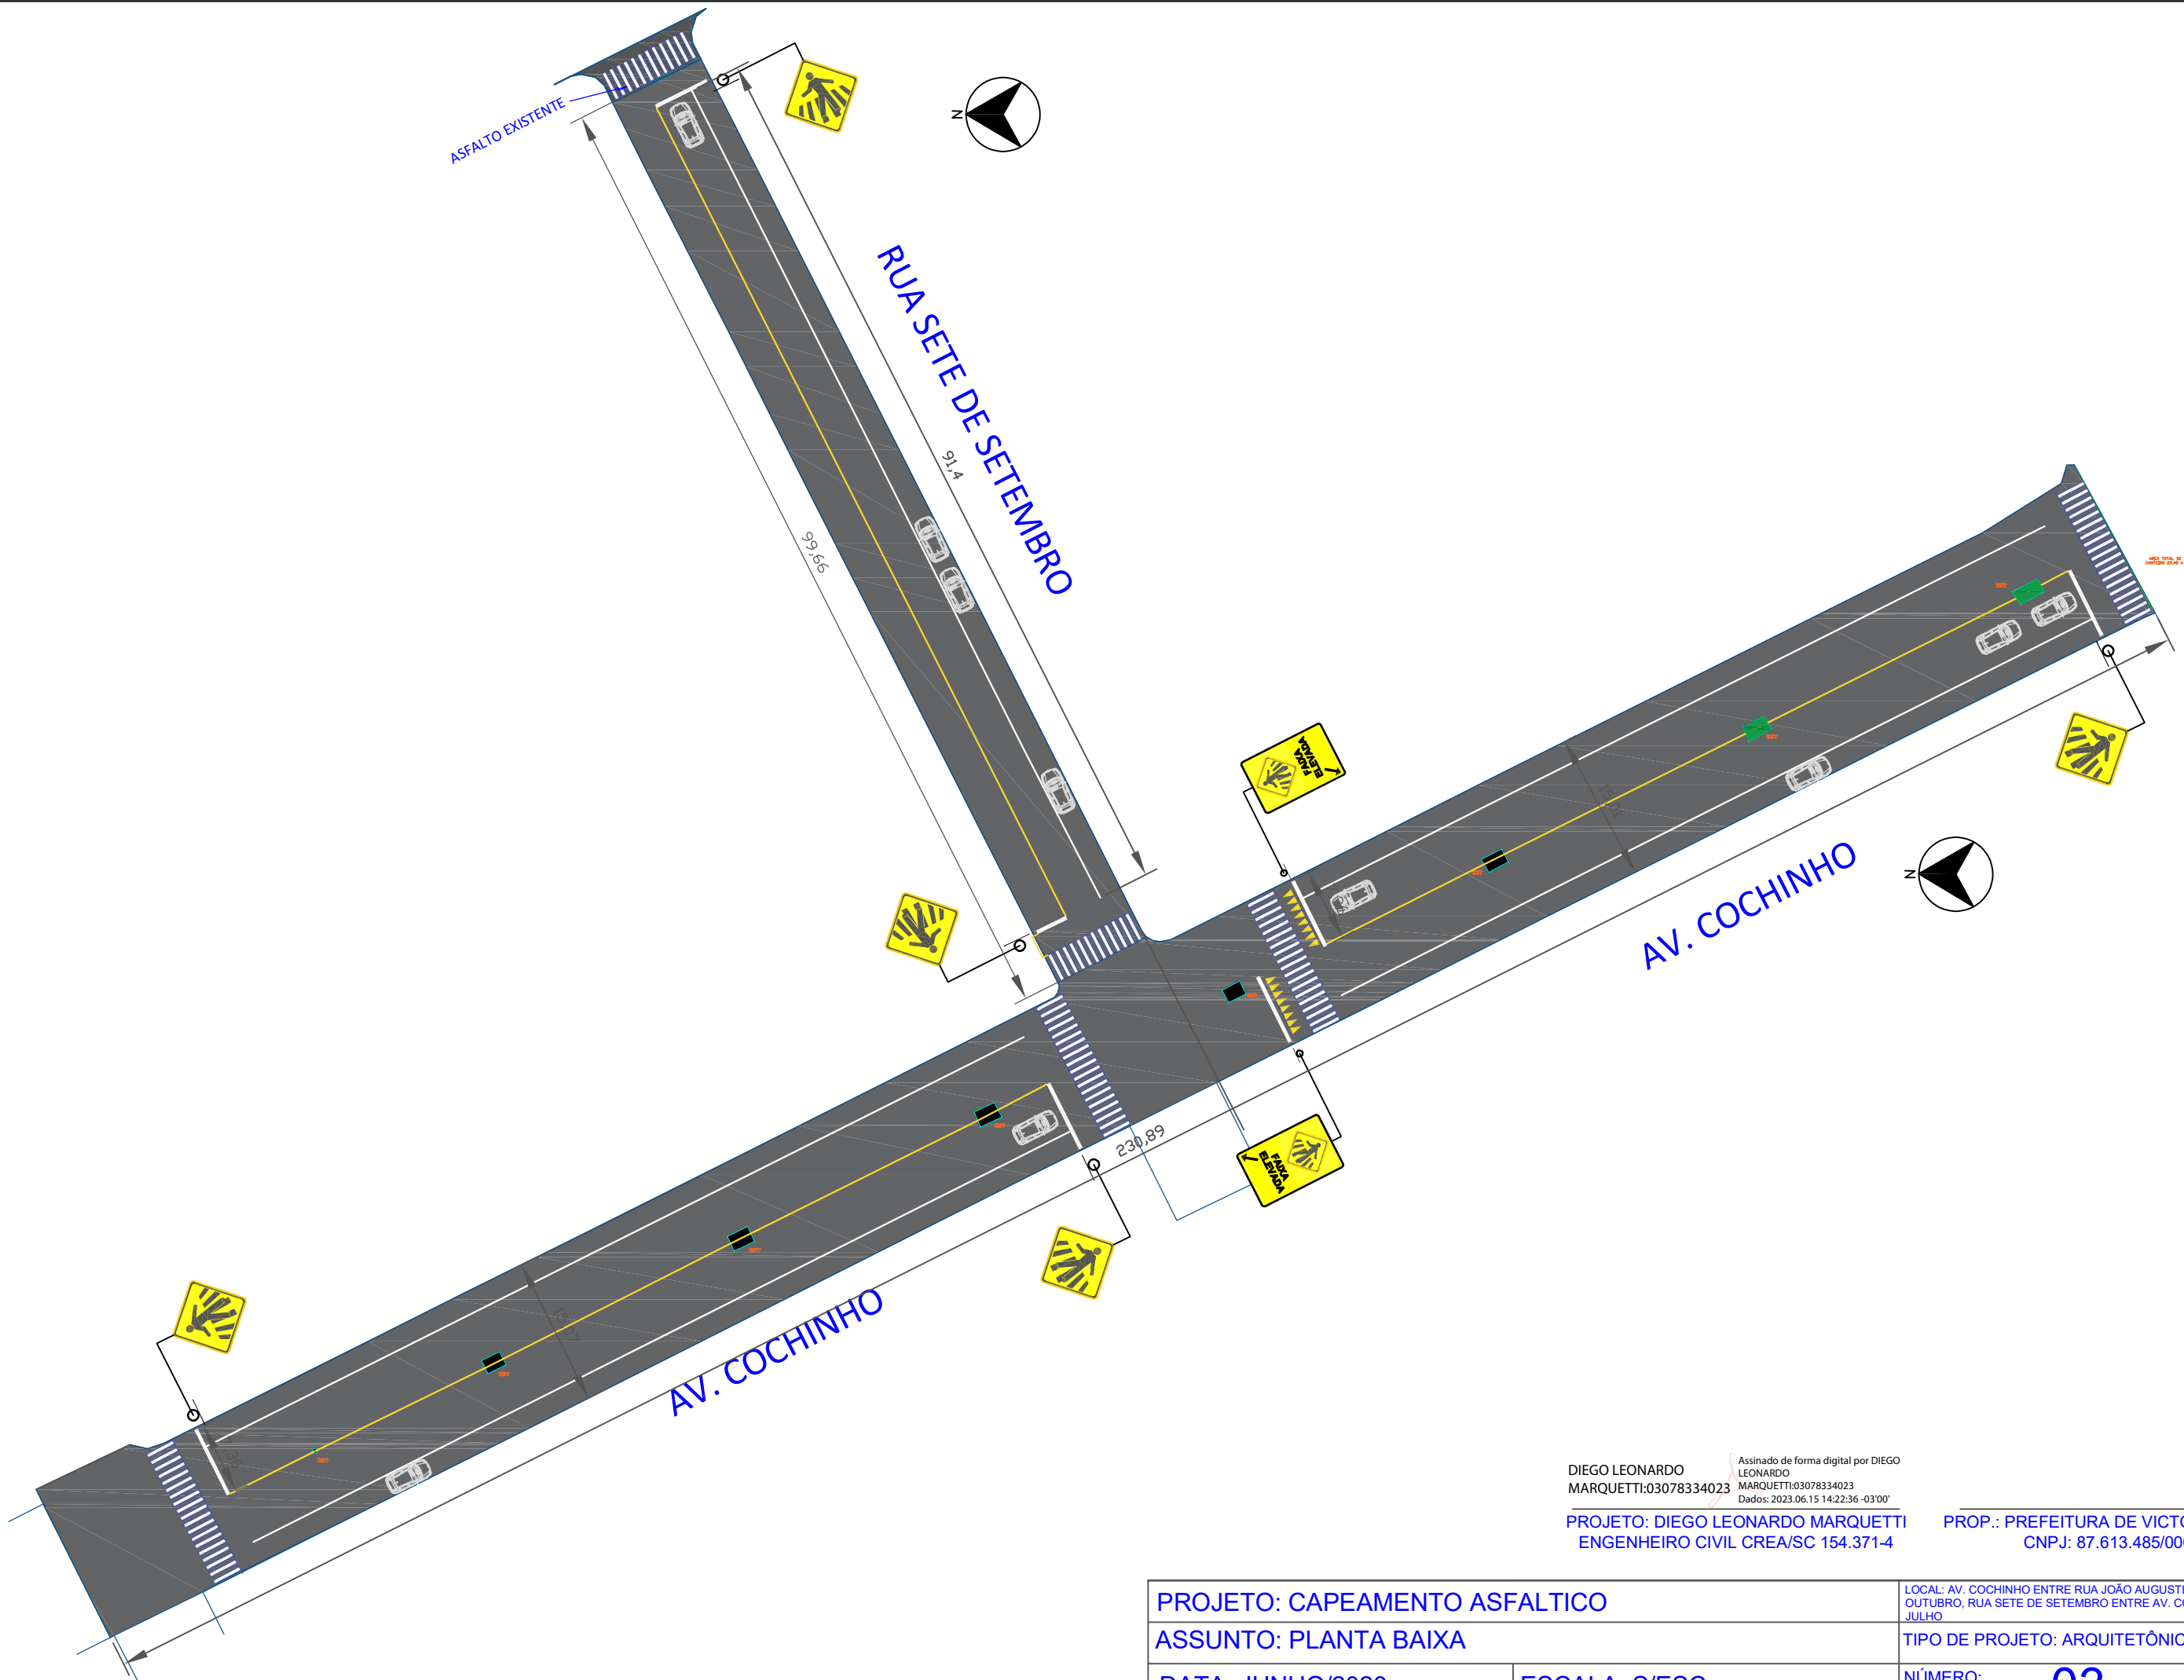 ASFALTO EXISTENTE
N
RUA SETE DE SETEMBRO
91,4
99,66
FAIXA
ELEVADA
AV. COCHINHO
N
230,89
FAIXA
ELEVADA
15,07
AV. COCHINHO
DIEGO LEONARDO
MARQUETTI:03078334023
Assinado de forma digital por DIEGO
LEONARDO
MARQUETTI:03078334023
Dados: 2023.06.15 14:22:36 -03'00'
PROJETO: DIEGO LEONARDO MARQUETTI
ENGENHEIRO CIVIL CREA/SC 154.371-4
PROP.: PREFEITURA DE VICTO
CNPJ: 87.613.485/00
PROJETO: CAPEAMENTO ASFALTICO
LOCAL: AV. COCHINHO ENTRE RUA JOÃO AUGUSTI
OUTUBRO, RUA SETE DE SETEMBRO ENTRE AV. CO
JULHO
ASSUNTO: PLANTA BAIXA
TIPO DE PROJETO: ARQUITETÔNIC
NÚMERO: